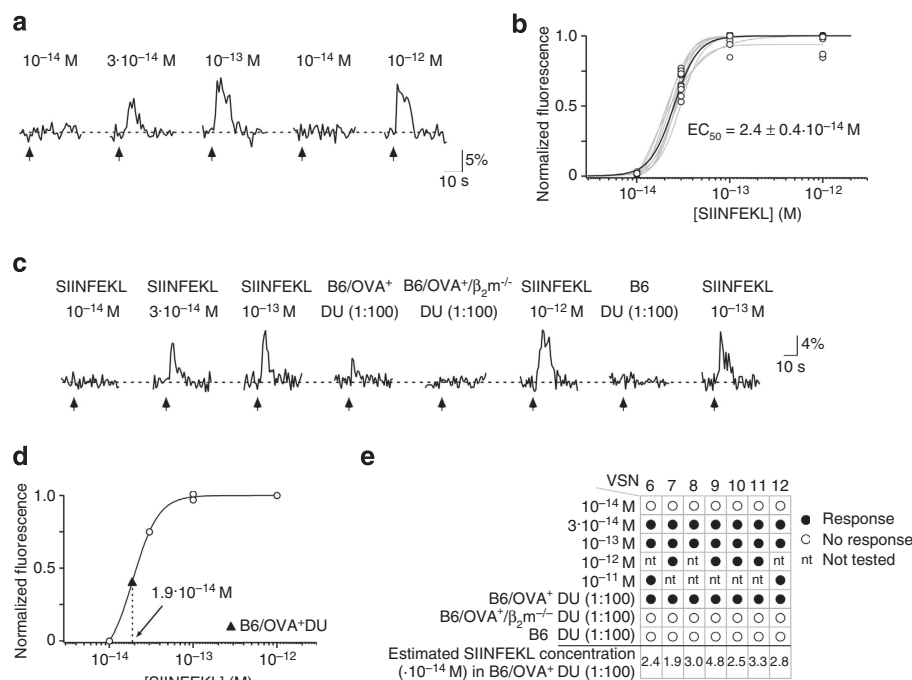 a
10⁻¹⁴ M 3·10⁻¹⁴ M 10⁻¹³ M 10⁻¹⁴ M 10⁻¹² M
5%
10 s
b
Normalized fluorescence
1.0
0.5
0
EC₅₀ = 2.4 ± 0.4·10⁻¹⁴ M
10⁻¹⁴ 10⁻¹³ 10⁻¹²
[SIINFEKL] (M)
c
SIINFEKL SIINFEKL SIINFEKL B6/OVA⁺ B6/OVA⁺/β₂m⁻/⁻ SIINFEKL B6 SIINFEKL
10⁻¹⁴ M 3·10⁻¹⁴ M 10⁻¹³ M DU (1:100) DU (1:100) 10⁻¹² M DU (1:100) 10⁻¹³ M
4%
10 s
d
Normalized fluorescence
1.0
0.5
0
1.9·10⁻¹⁴ M
▲ B6/OVA⁺DU
10⁻¹⁴ 10⁻¹³ 10⁻¹²
[SIINFEKL] (M)
e
VSN 6 7 8 9 10 11 12
10⁻¹⁴ M ○ ○ ○ ○ ○ ○ ○
3·10⁻¹⁴ M ● ● ● ● ● ● ●
10⁻¹³ M ● ● ● ● ● ● ●
10⁻¹² M nt ● nt ● ● ● nt
10⁻¹¹ M ● nt nt nt nt nt ●
B6/OVA⁺ DU (1:100) ● ● ● ● ● ● ●
B6/OVA⁺/β₂m⁻/⁻ DU (1:100) ○ ○ ○ ○ ○ ○ ○
B6 DU (1:100) ○ ○ ○ ○ ○ ○ ○
Estimated SIINFEKL concentration
(·10⁻¹⁴ M) in B6/OVA⁺ DU (1:100) 2.4 1.9 3.0 4.8 2.5 3.3 2.8
● Response
○ No response
nt Not tested